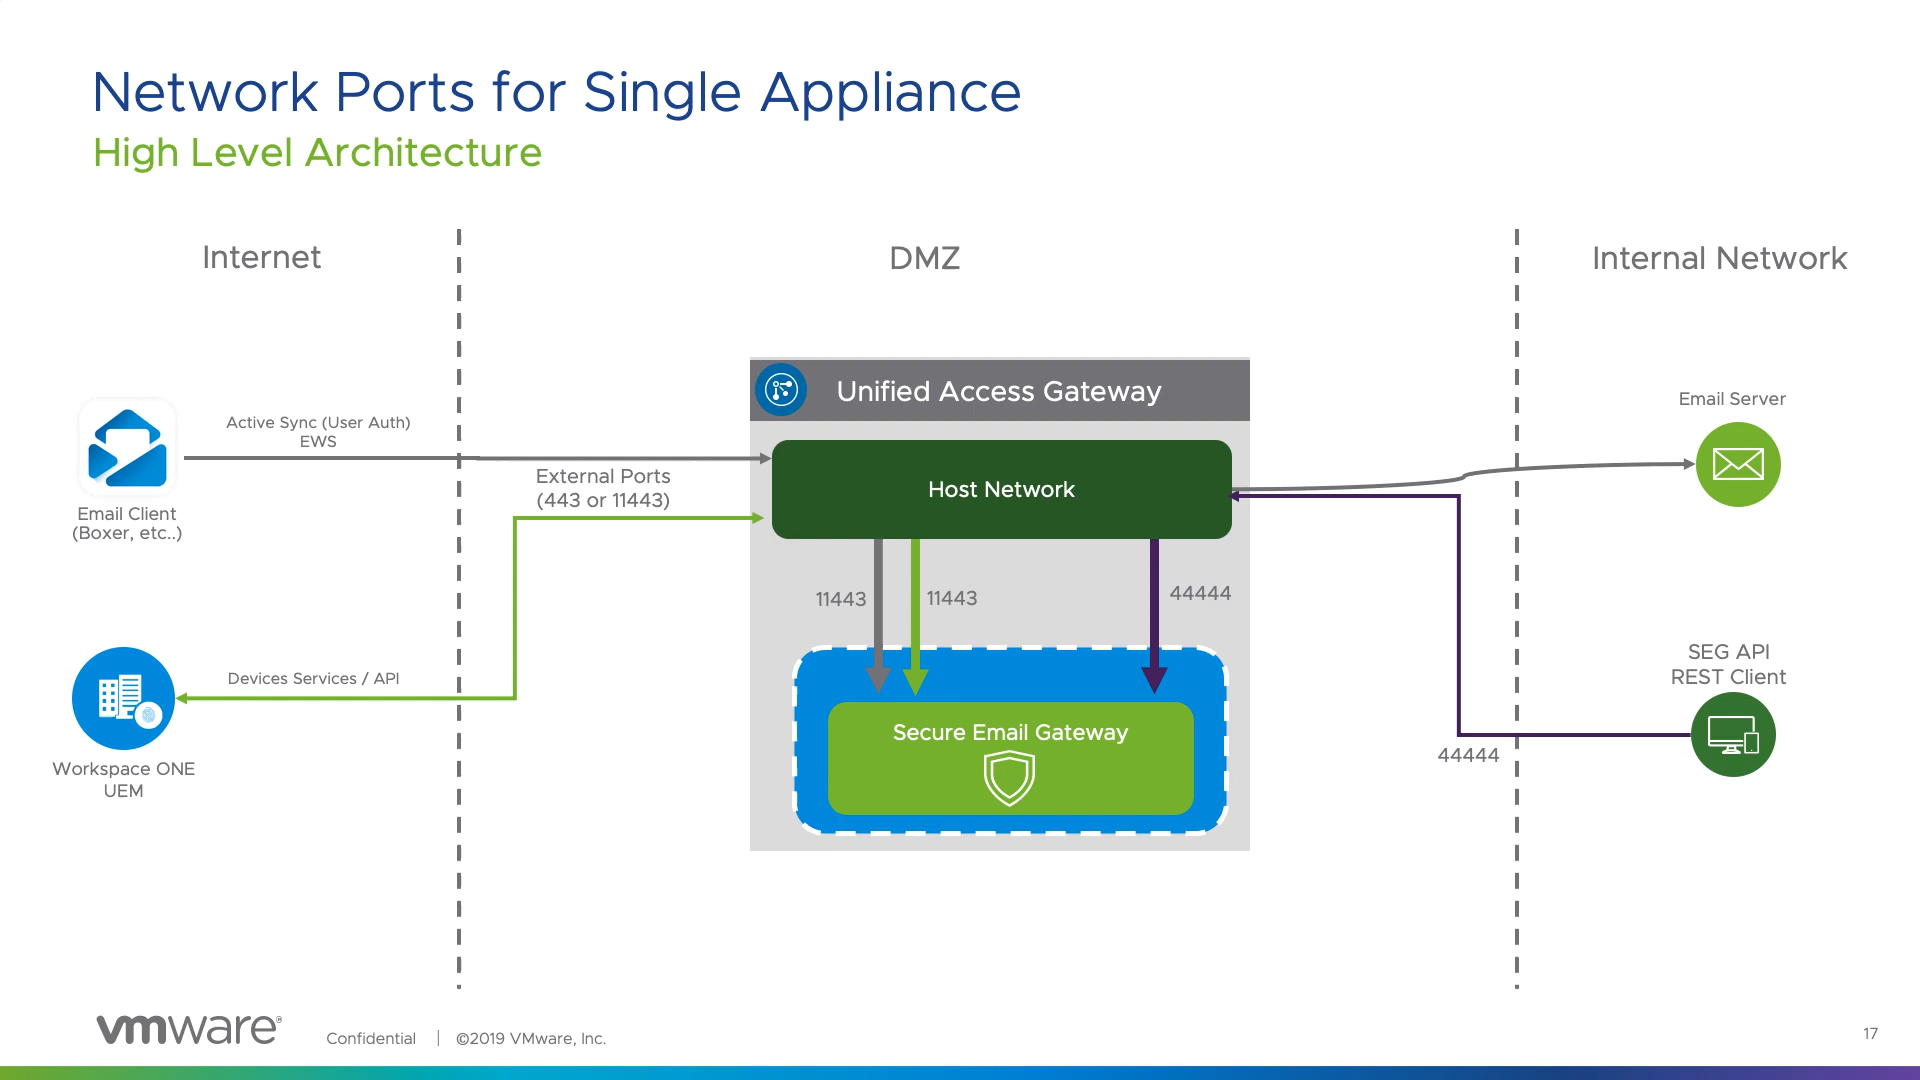 Network Ports for Single Appliance
High Level Architecture
Internet
DMZ
Internal Network
Unified Access Gateway
Email Server
Active Sync (User Auth)
EWS
External Ports
(443 or 11443)
Host Network
Email Client
(Boxer, etc..)
11443
11443
44444
SEG API
REST Client
Devices Services / API
Secure Email Gateway
44444
Workspace ONE
UEM
vmware®
Confidential | ©2019 VMware, Inc.
17